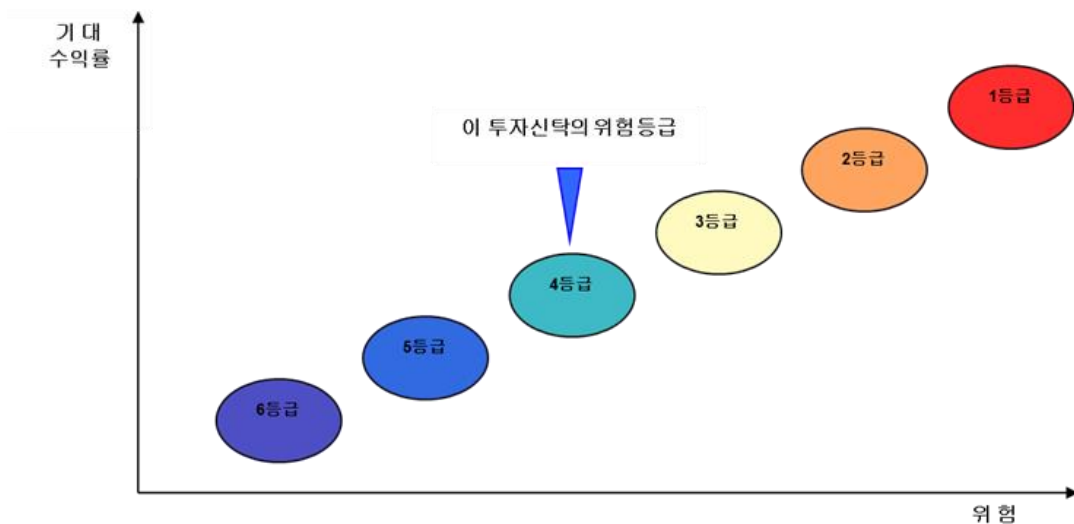 기 대
수익률
1등급
이 투자신탁의 위험등급
2등급
3등급
4등급
5등급
6등급
위 험